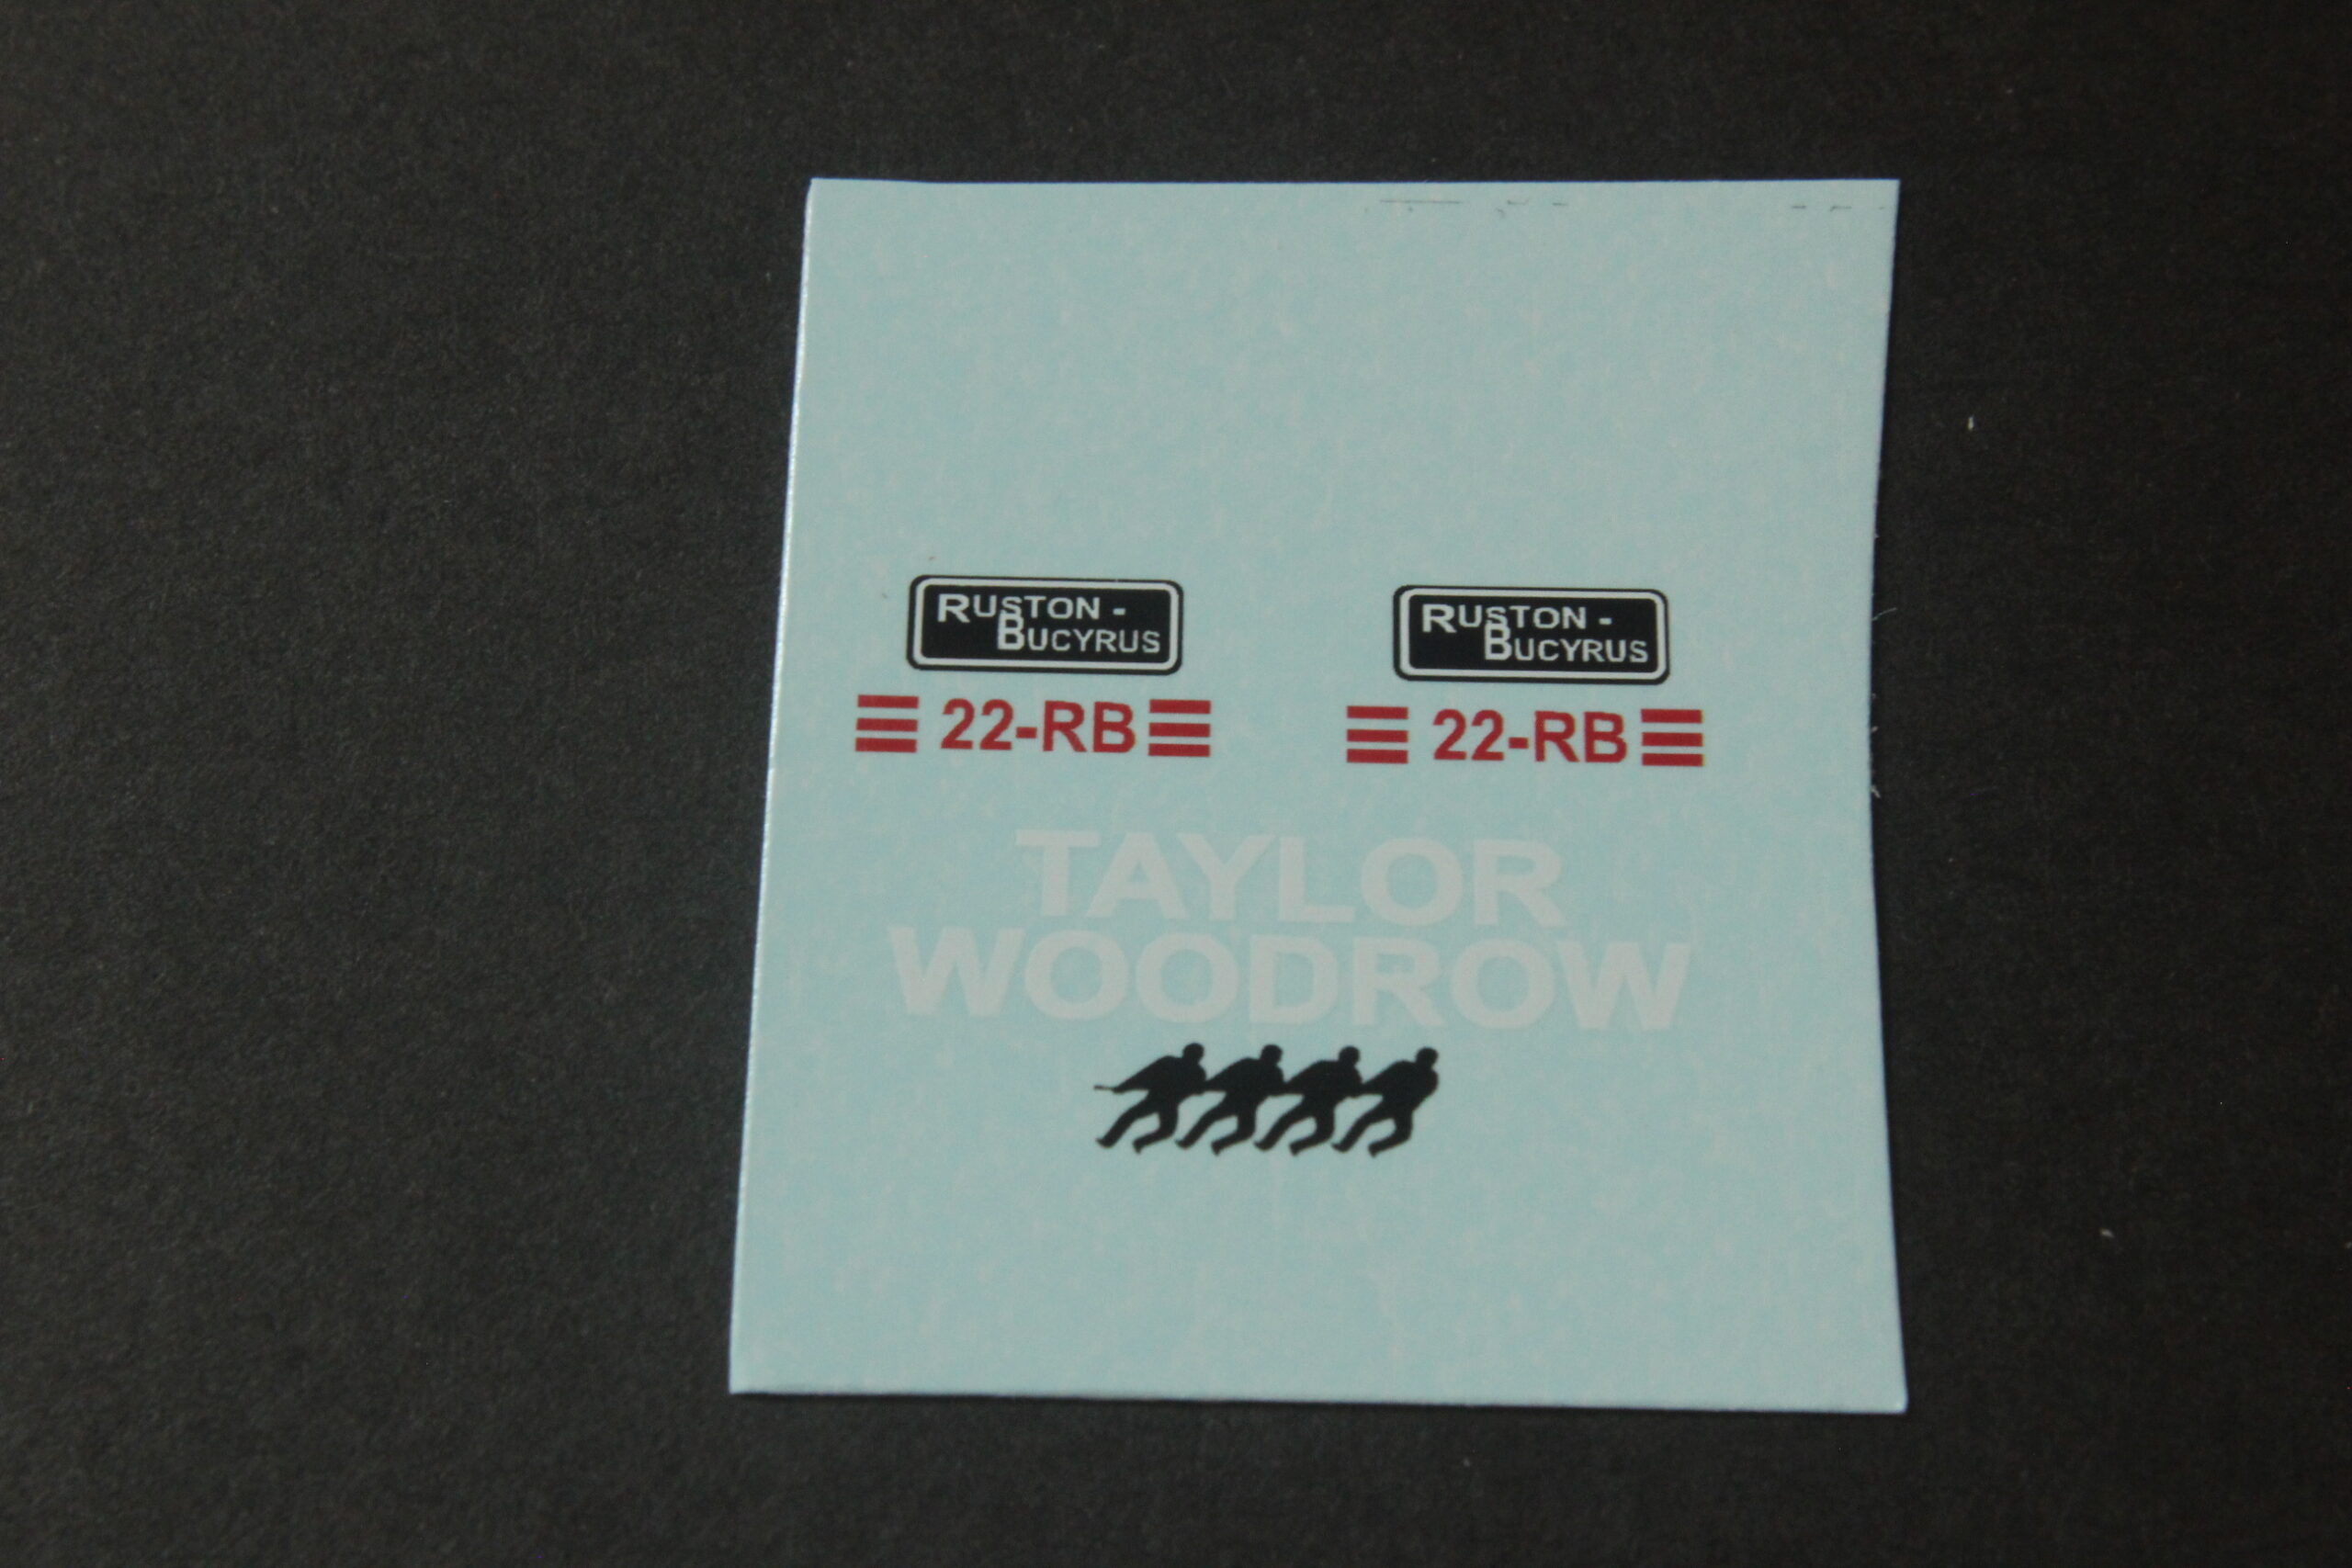 RUSTON -
BUCYRUS
22-RB
RUSTON -
BUCYRUS
22-RB
TAYLOR
WOODROW